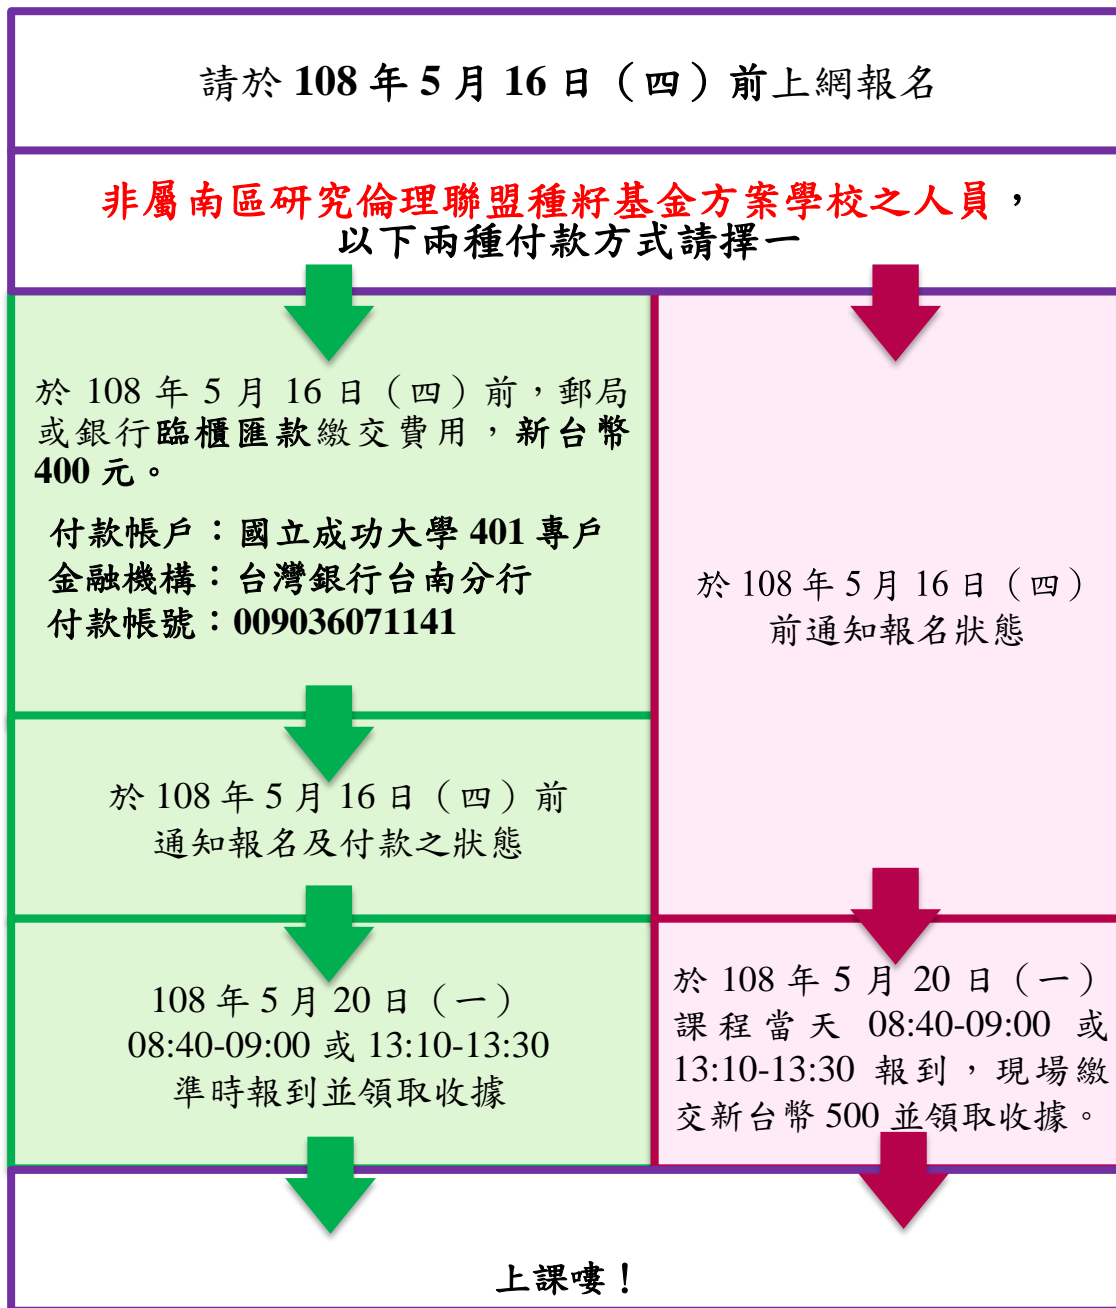 請於 108 年 5 月 16 日（四）前上網報名
非屬南區研究倫理聯盟種籽基金方案學校之人員，
以下兩種付款方式請擇一
於 108 年 5 月 16 日（四）前，郵局
或銀行臨櫃匯款繳交費用，新台幣
400 元。
付款帳戶：國立成功大學 401 專戶
金融機構：台灣銀行台南分行
付款帳號：009036071141
於 108 年 5 月 16 日（四）前
通知報名及付款之狀態
108 年 5 月 20 日（一）
08:40-09:00 或 13:10-13:30
準時報到並領取收據
於 108 年 5 月 16 日（四）
前通知報名狀態
於 108 年 5 月 20 日（一）
課程當天 08:40-09:00 或
13:10-13:30 報到，現場繳
交新台幣 500 並領取收據。
上課嘍！